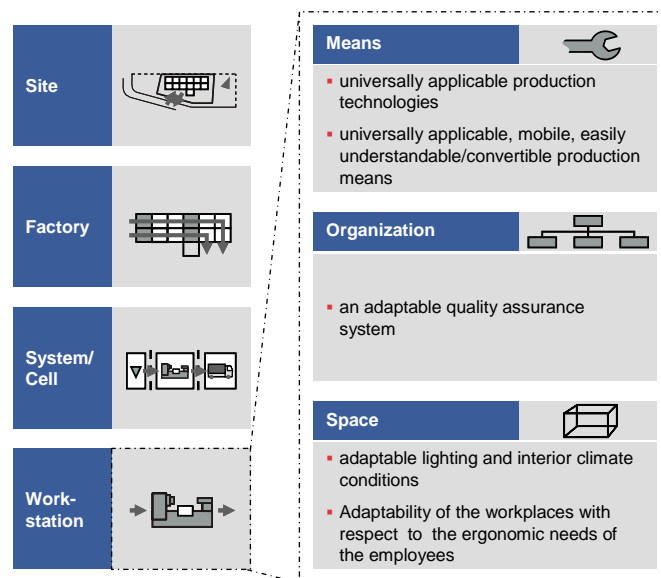 Site
Factory
System/
Cell
Work-
station
Means
▪ universally applicable production
technologies
▪ universally applicable, mobile, easily
understandable/convertible production
means
Organization
▪ an adaptable quality assurance
system
Space
▪ adaptable lighting and interior climate
conditions
▪ Adaptability of the workplaces with
respect to the ergonomic needs of
the employees